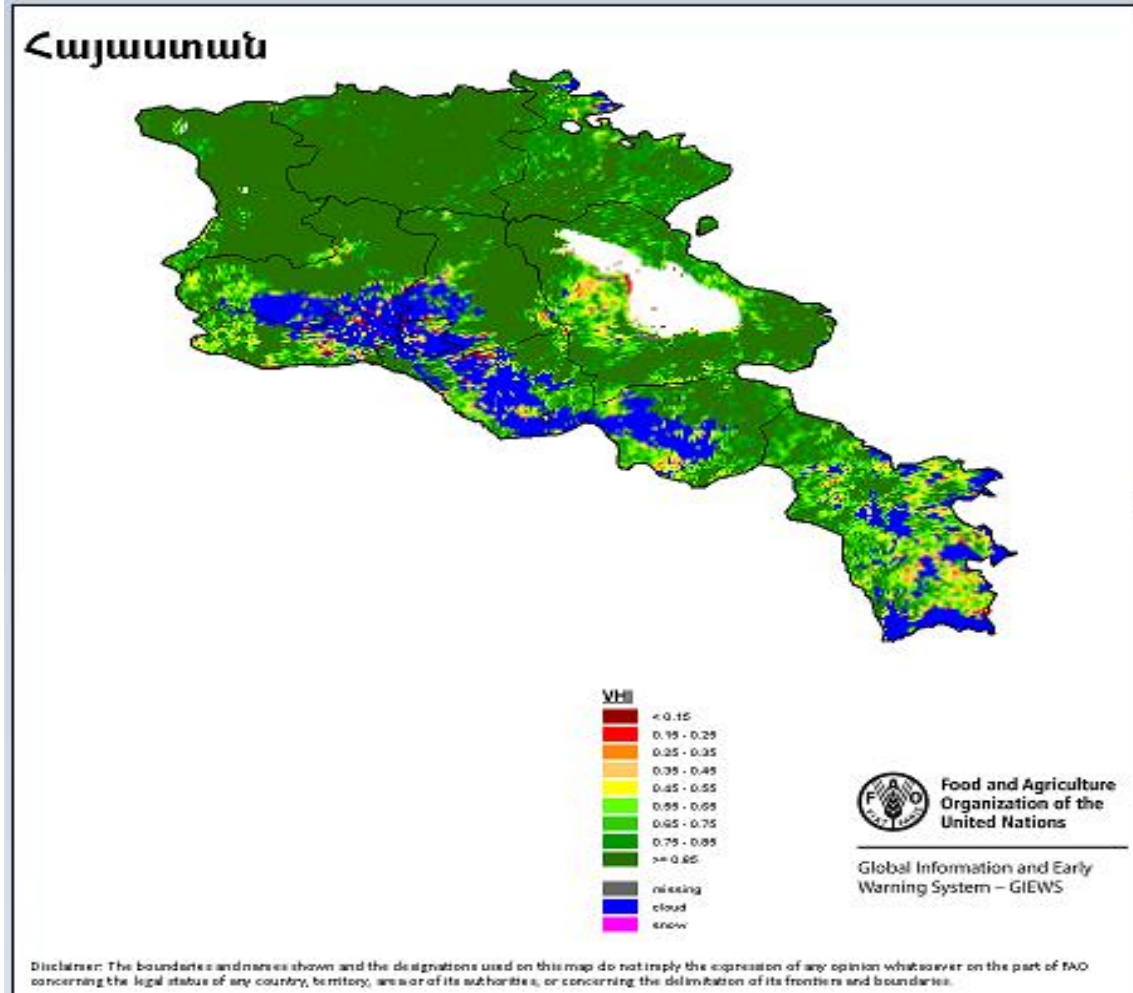 Հայաստան
VHI
< 0.15
0.15 - 0.25
0.25 - 0.35
0.35 - 0.45
0.45 - 0.55
0.55 - 0.65
0.65 - 0.75
0.75 - 0.85
>= 0.85
missing
cloud
snow
FAO
FIAT PANIS
Food and Agriculture
Organization of the
United Nations
Global Information and Early
Warning System – GIEWS
Disclaimer: The boundaries and names shown and the designations used on this map do not imply the expression of any opinion whatsoever on the part of FAO
concerning the legal status of any country, territory, area or of its authorities, or concerning the delimitation of its frontiers and boundaries.